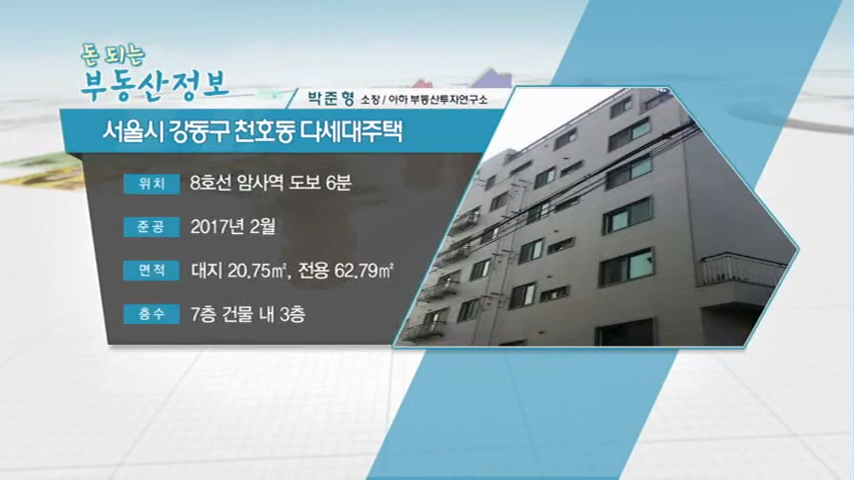 돈 되는
부동산정보
박준형 소장 / 아하 부동산투자연구소
서울시 강동구 천호동 다세대주택
위치 8호선 암사역 도보 6분
준공 2017년 2월
면적 대지 20.75㎡, 전용 62.79㎡
층수 7층 건물 내 3층